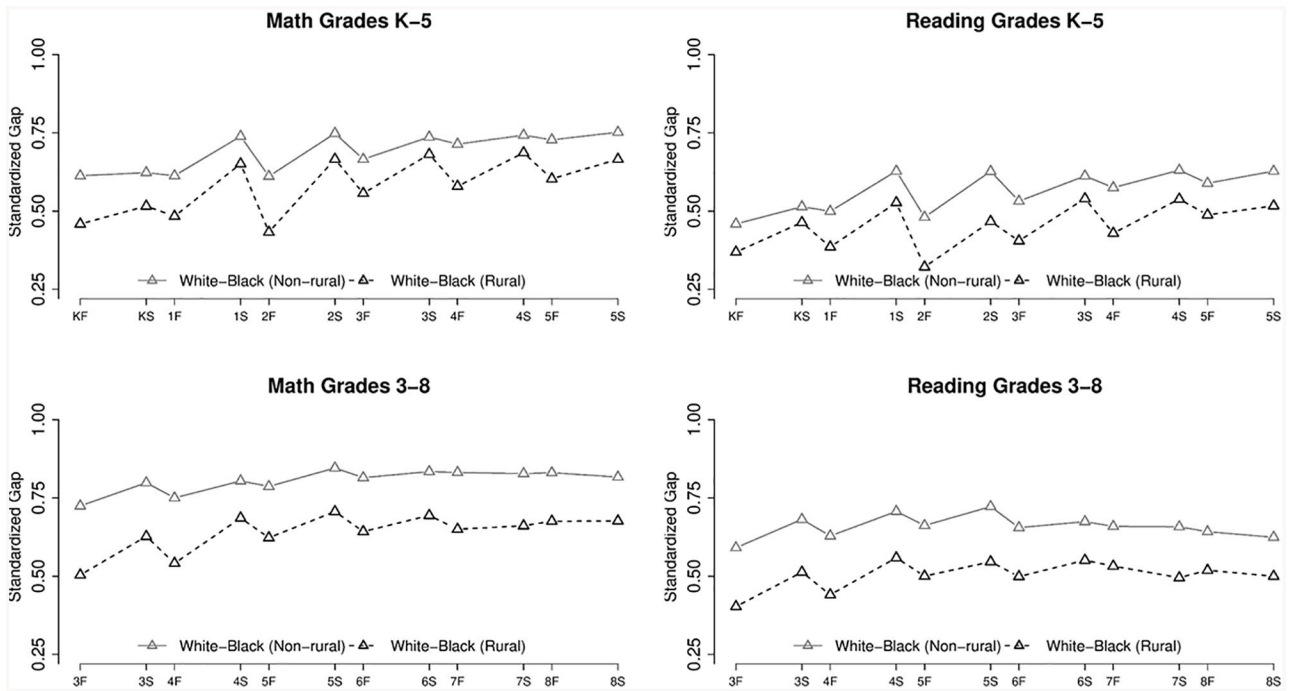 Math Grades K–5
Standardized Gap
1.00
0.75
0.50
0.25
White–Black (Non–rural)
White–Black (Rural)
KF KS 1F 1S 2F 2S 3F 3S 4F 4S 5F 5S
Reading Grades K–5
Standardized Gap
1.00
0.75
0.50
0.25
White–Black (Non–rural)
White–Black (Rural)
KF KS 1F 1S 2F 2S 3F 3S 4F 4S 5F 5S
Math Grades 3–8
Standardized Gap
1.00
0.75
0.50
0.25
White–Black (Non–rural)
White–Black (Rural)
3F 3S 4F 4S 5F 5S 6F 6S 7F 7S 8F 8S
Reading Grades 3–8
Standardized Gap
1.00
0.75
0.50
0.25
White–Black (Non–rural)
White–Black (Rural)
3F 3S 4F 4S 5F 5S 6F 6S 7F 7S 8F 8S